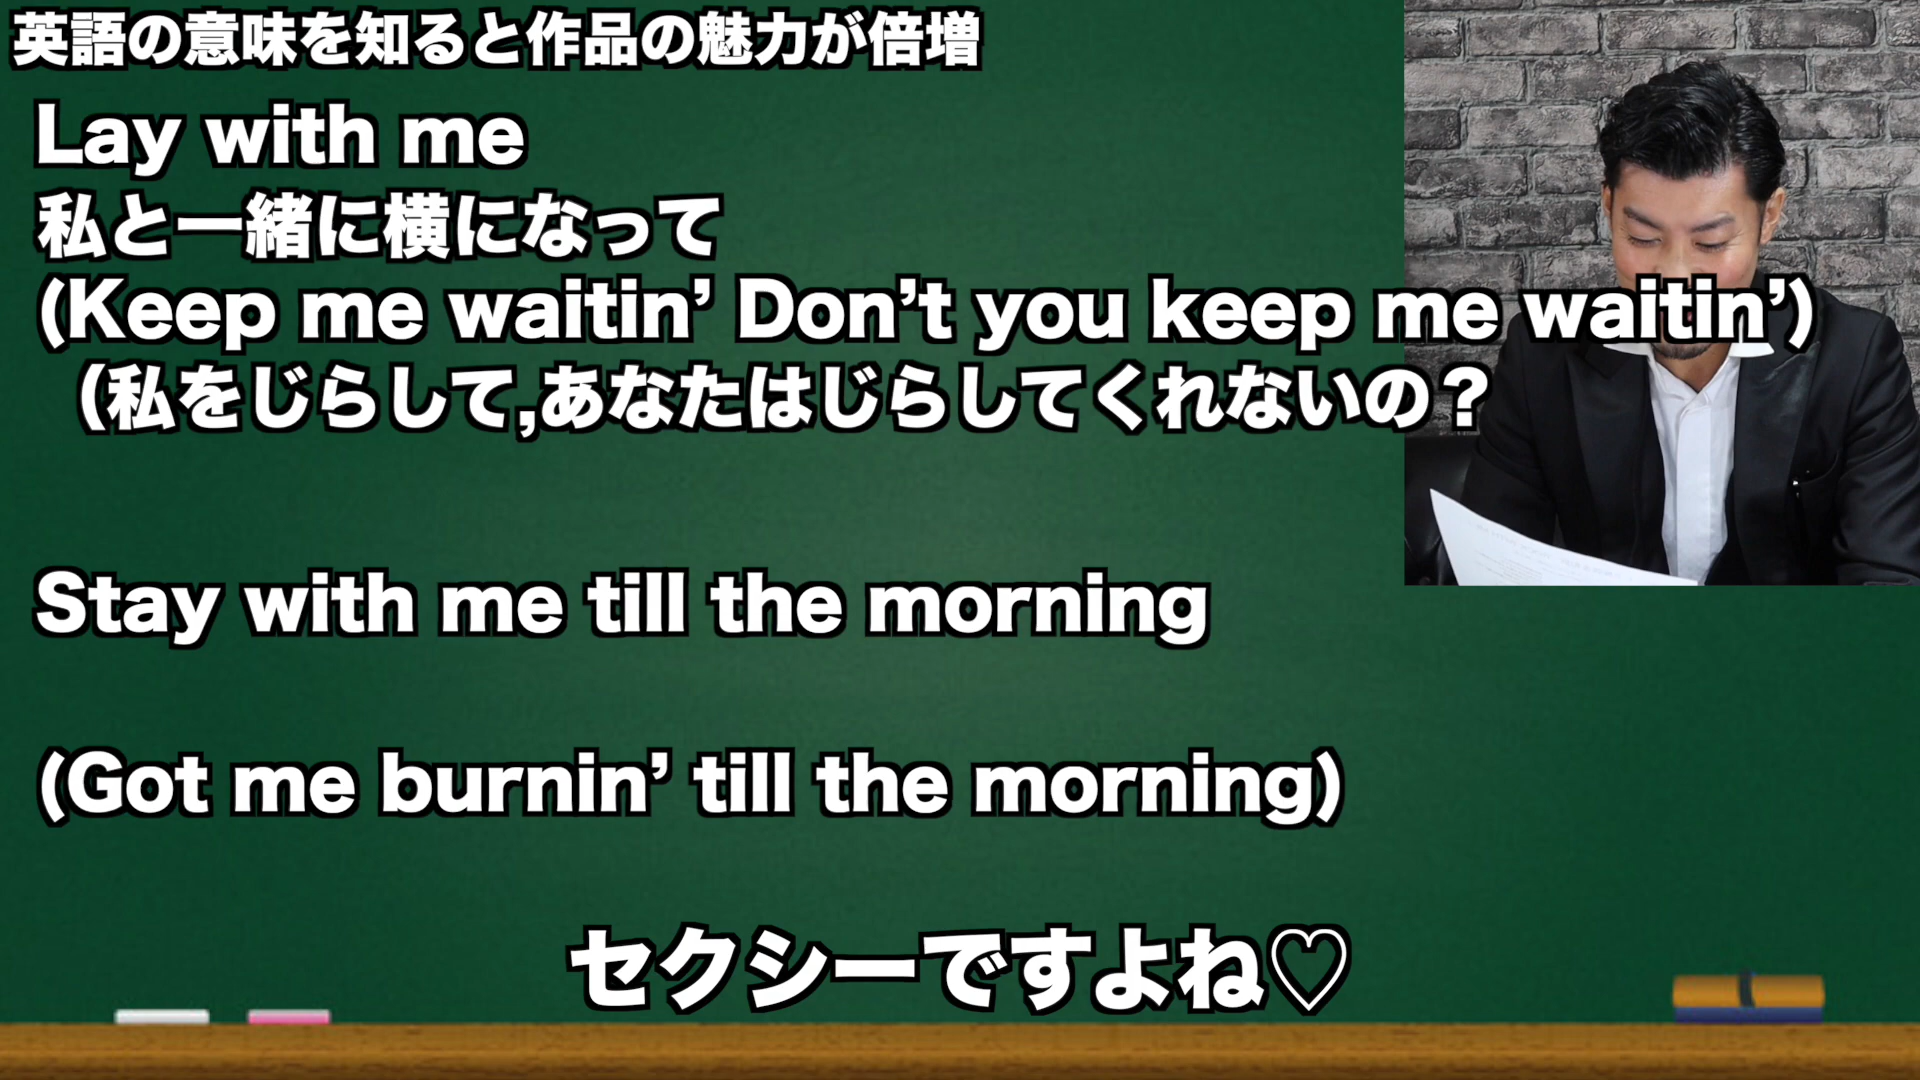 英語の意味を知ると作品の魅力が倍増
Lay with me
私と一緒に横になって
(Keep me waitin’ Don’t you keep me waitin’)
（私をじらして,あなたはじらしてくれないの？
Stay with me till the morning
(Got me burnin’ till the morning)
セクシーですよね♡